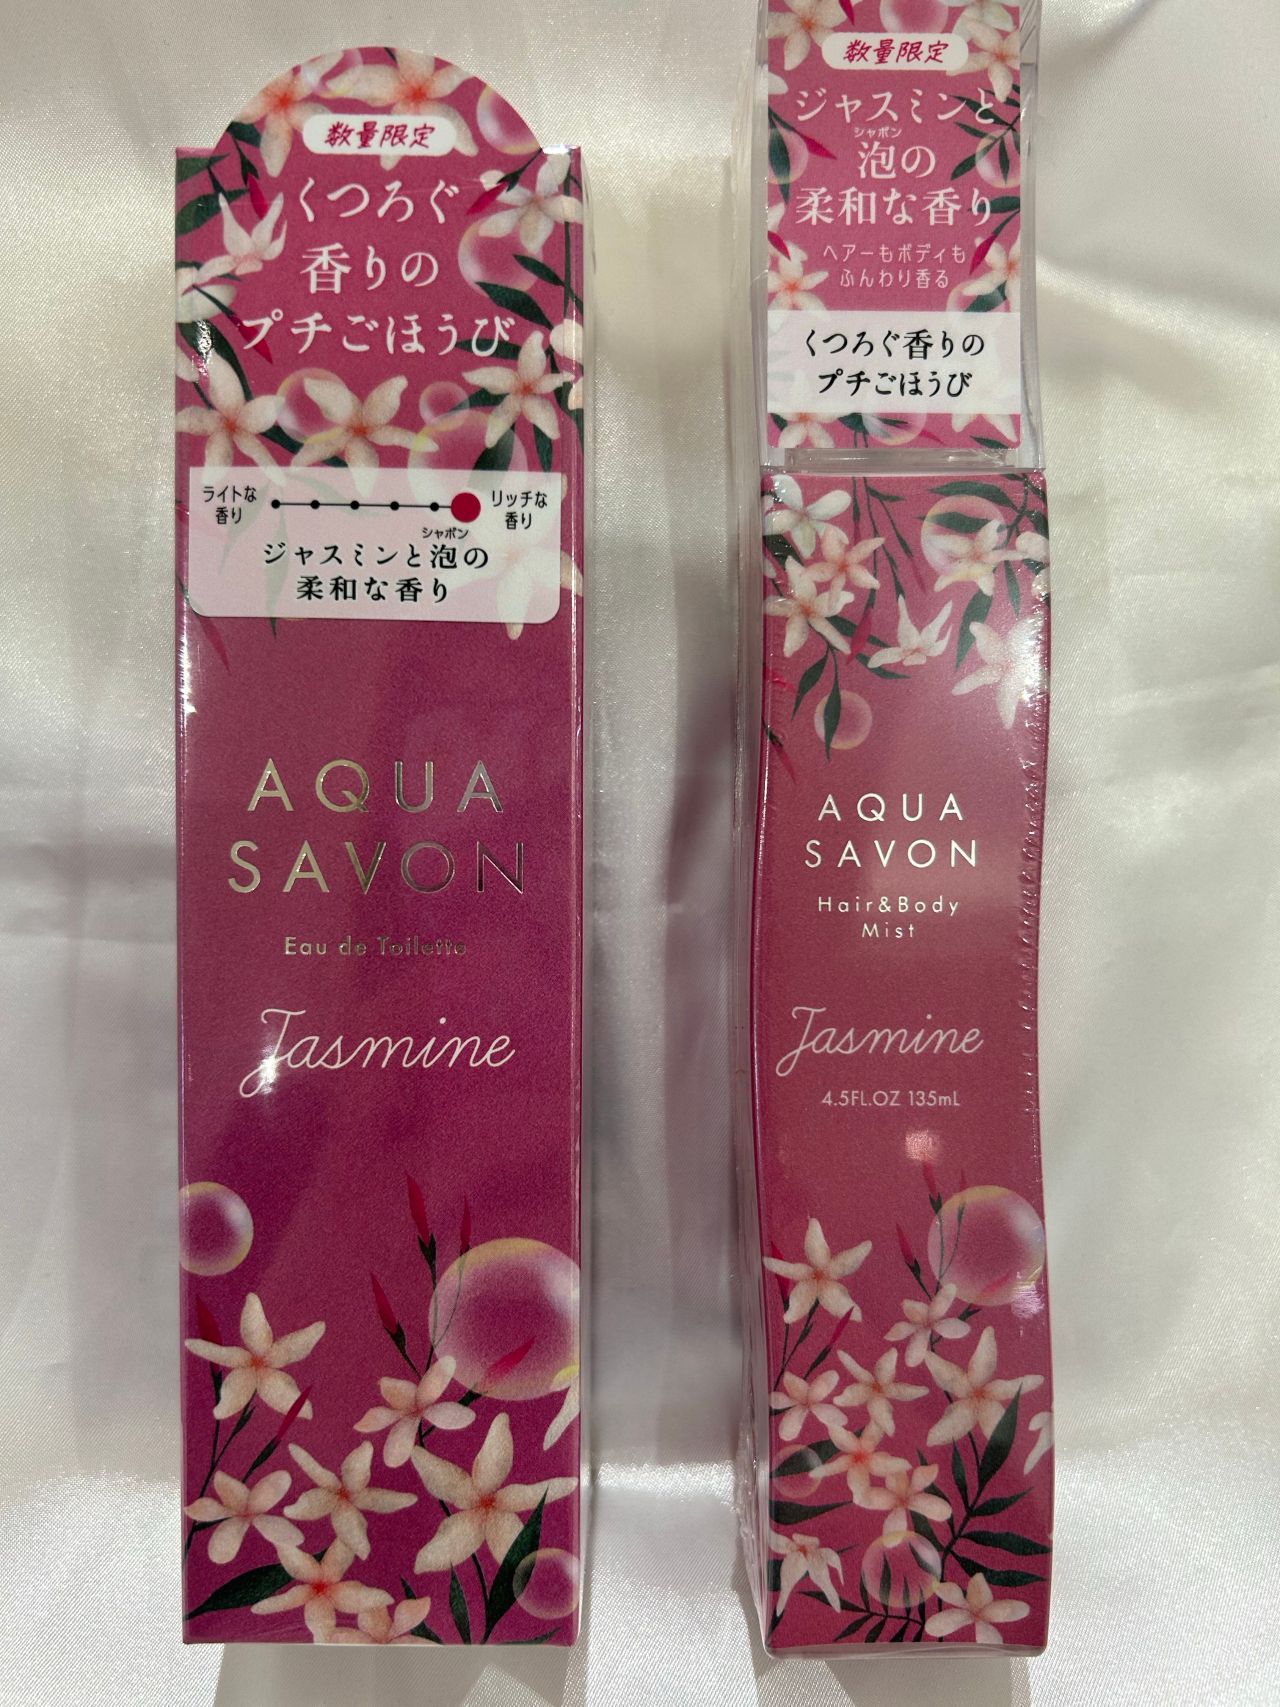 数量限定
くつろぐ
香りの
プチごほうび
ライトな
香り
リッチな
香り
シャボン
ジャスミンと泡の
柔和な香り
AQUA
SAVON
Eau de Toilette
Jasmine
数量限定
ジャスミンと
シャボン
泡の
柔和な香り
ヘアーもボディも
ふんわり香る
くつろぐ香りの
プチごほうび
AQUA
SAVON
Hair&Body
Mist
Jasmine
4.5FL.OZ 135mL